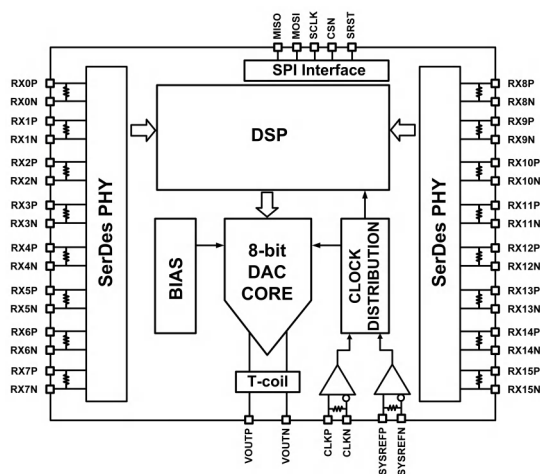 MISO
MOSI
SCLK
CSN
SRST
SPI Interface
RX0P
RX0N
RX1P
RX1N
RX2P
RX2N
RX3P
RX3N
RX4P
RX4N
RX5P
RX5N
RX6P
RX6N
RX7P
RX7N
SerDes PHY
DSP
BIAS
8-bit
DAC
CORE
CLOCK
DISTRIBUTION
T-coil
SerDes PHY
RX8P
RX8N
RX9P
RX9N
RX10P
RX10N
RX11P
RX11N
RX12P
RX12N
RX13P
RX13N
RX14P
RX14N
RX15P
RX15N
VOUTP
VOUTN
CLKP
CLKN
SYSREFP
SYSREFN